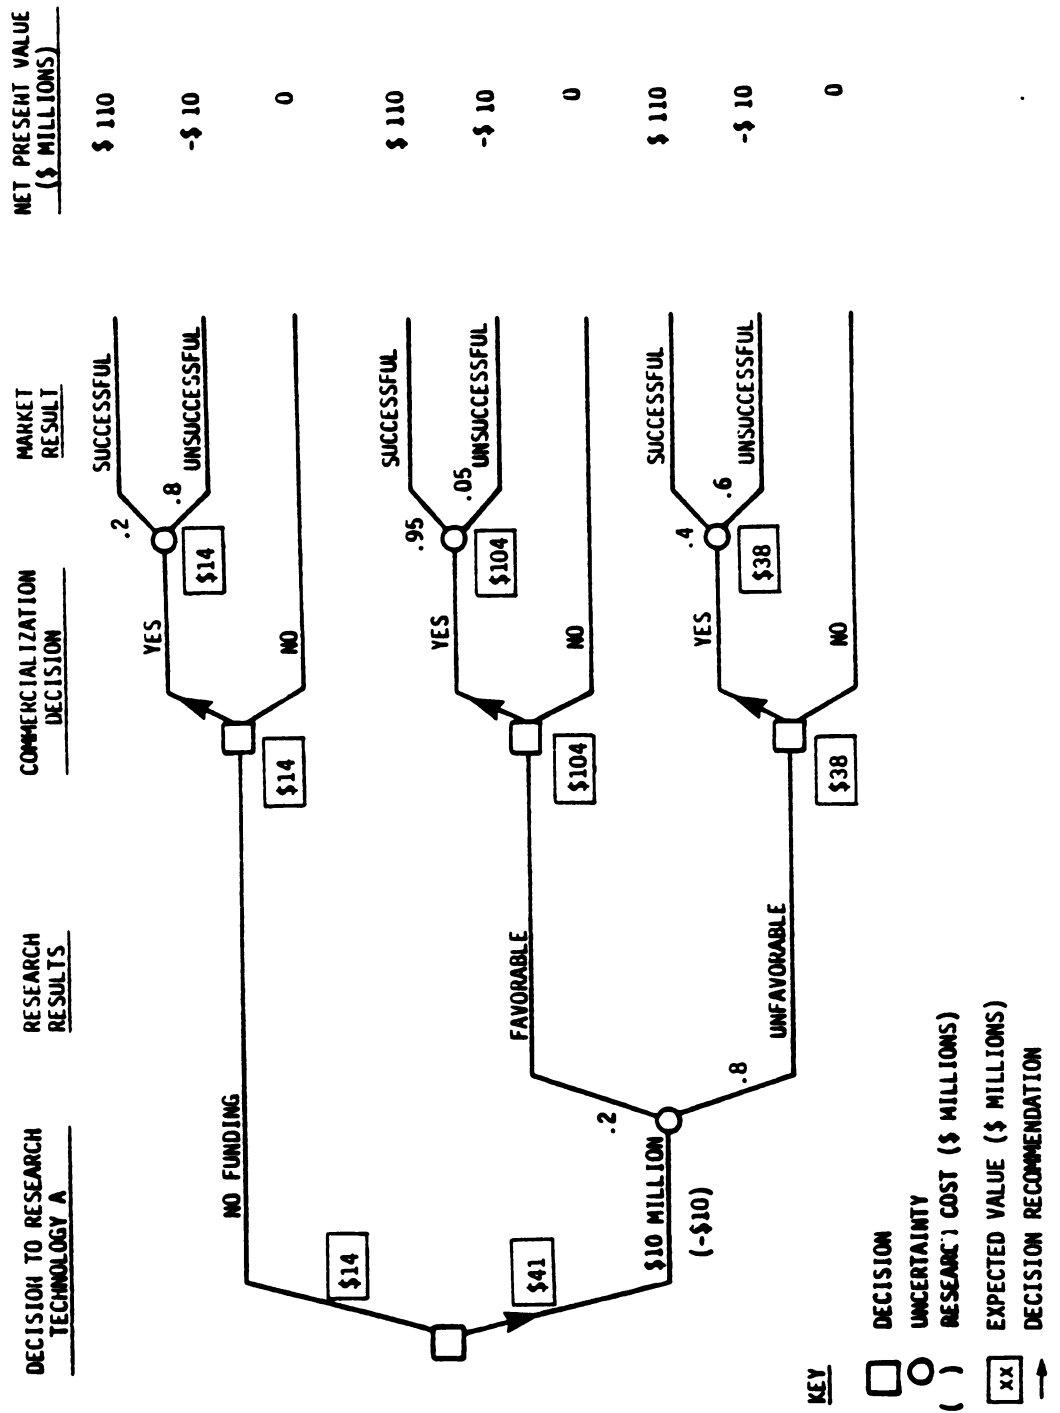 DECISION TO RESEARCH
TECHNOLOGY A
RESEARCH
RESULTS
COMMERCIALIZATION
DECISION
MARKET
RESULT
NET PRESENT VALUE
($ MILLIONS)
NO FUNDING
$14
$14
YES
NO
$14
.2
.8
SUCCESSFUL
UNSUCCESSFUL
$ 110
-$ 10
0
$41
$10 MILLION
(-$10)
.2
.8
FAVORABLE
$104
YES
NO
$104
.95
.05
SUCCESSFUL
UNSUCCESSFUL
$ 110
-$ 10
0
UNFAVORABLE
$38
YES
NO
$38
.4
.6
SUCCESSFUL
UNSUCCESSFUL
$ 110
-$ 10
0
KEY
DECISION
UNCERTAINTY
( ) RESEARCH COST ($ MILLIONS)
XX EXPECTED VALUE ($ MILLIONS)
DECISION RECOMMENDATION